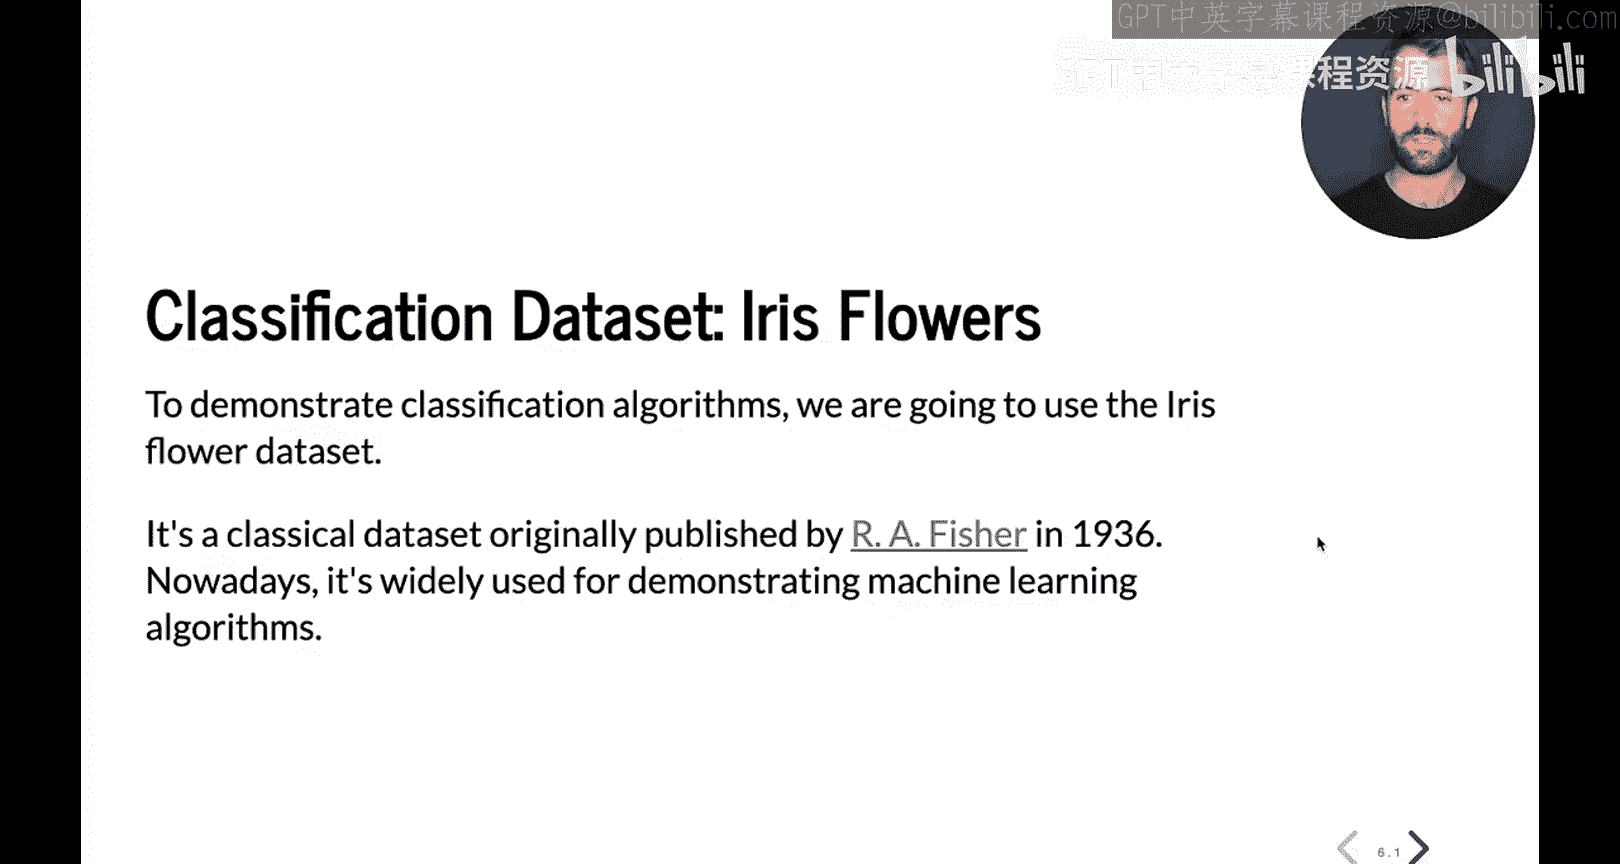 GPT中英字幕课程资源@bilibili.com
课程资源 bilibili
Classification Dataset: Iris Flowers
To demonstrate classification algorithms, we are going to use the Iris
flower dataset.
It's a classical dataset originally published by R. A. Fisher in 1936.
Nowadays, it's widely used for demonstrating machine learning
algorithms.
6.1